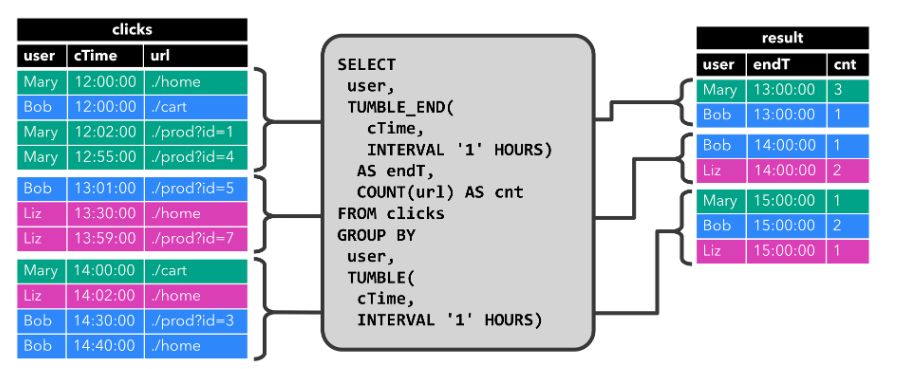 clicks
user cTime url
Mary 12:00:00 ./home
Bob 12:00:00 ./cart
Mary 12:02:00 ./prod?id=1
Mary 12:55:00 ./prod?id=4
Bob 13:01:00 ./prod?id=5
Liz 13:30:00 ./home
Liz 13:59:00 ./prod?id=7
Mary 14:00:00 ./cart
Liz 14:02:00 ./home
Bob 14:30:00 ./prod?id=3
Bob 14:40:00 ./home
SELECT
user,
TUMBLE_END(
cTime,
INTERVAL '1' HOURS)
AS endT,
COUNT(url) AS cnt
FROM clicks
GROUP BY
user,
TUMBLE(
cTime,
INTERVAL '1' HOURS)
result
user endT cnt
Mary 13:00:00 3
Bob 13:00:00 1
Bob 14:00:00 1
Liz 14:00:00 2
Mary 15:00:00 1
Bob 15:00:00 2
Liz 15:00:00 1